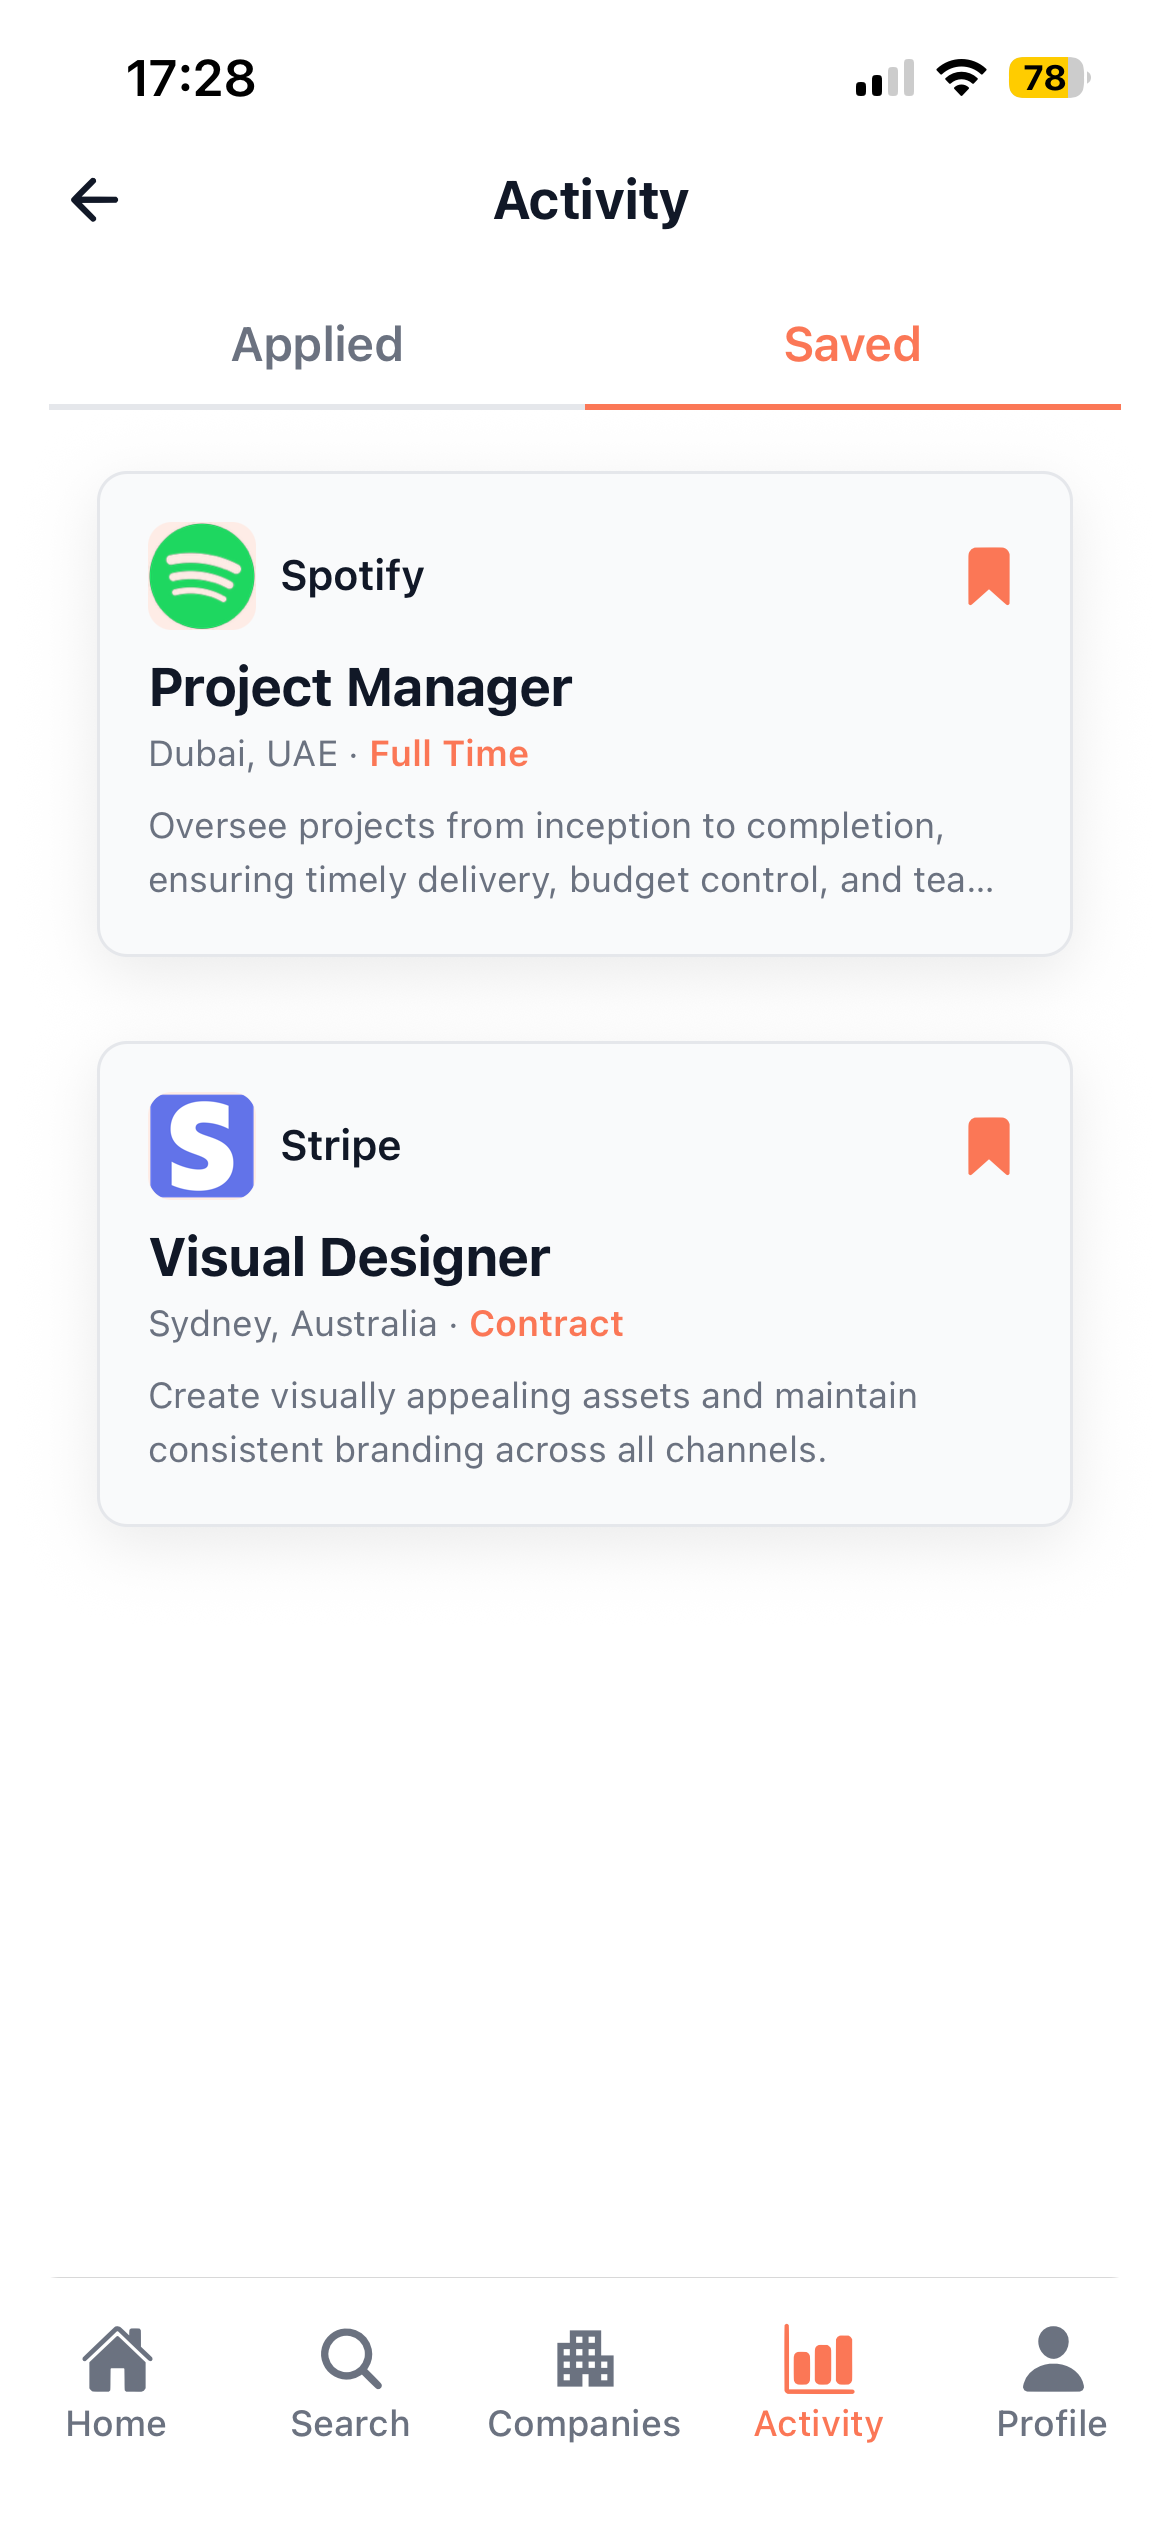 17:28
78
Activity
Applied
Saved
Spotify
Project Manager
Dubai, UAE · Full Time
Oversee projects from inception to completion,
ensuring timely delivery, budget control, and tea...
S
Stripe
Visual Designer
Sydney, Australia · Contract
Create visually appealing assets and maintain
consistent branding across all channels.
Home
Search
Companies
Activity
Profile